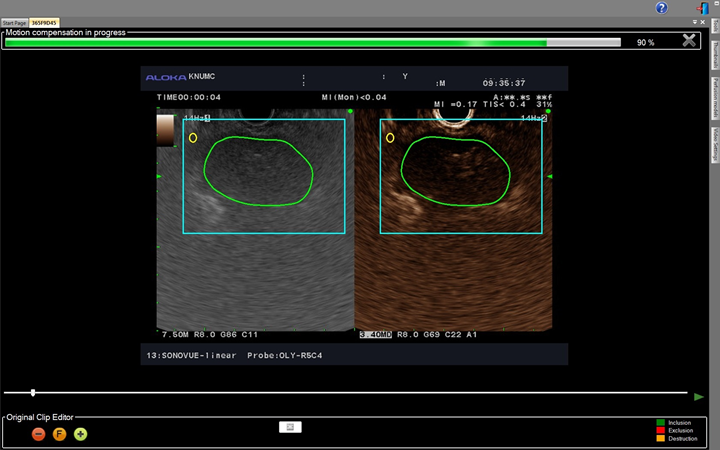 Start Page 365F9D45
Motion compensation in progress
90 %
ALOKA KNUMC : : Y
: :M 09:35:37
TIME00:00:04 MI(Mon)<0.04 A:**.*s **f
MI =0.17 TIS< 0.4 31%
14Hz 14Hz
7.50M R8.0 G86 C11 3.40MD R8.0 G69 C22 A1
13:SONOVUE-linear Probe:OLY-R5C4
Original Clip Editor
F
Inclusion
Exclusion
Destruction
Tools
Thumbnails
Perfusion models
Video Settings